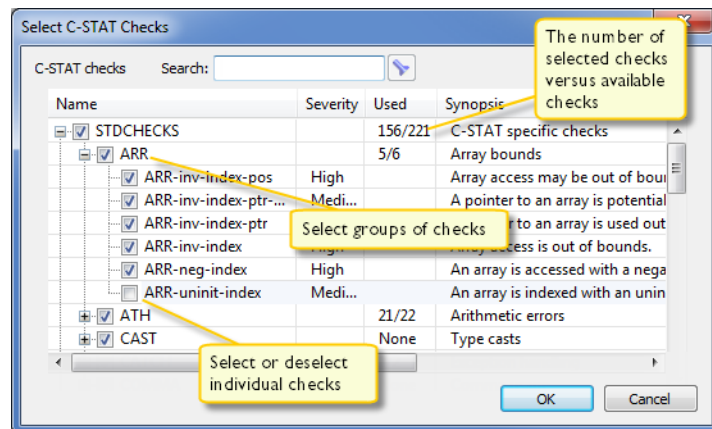 Select C-STAT Checks
The number of
selected checks
versus available
checks
C-STAT checks Search:
Name Severity Used Synopsis
STDCHECKS 156/221 C-STAT specific checks
ARR 5/6 Array bounds
ARR-inv-index-pos High Array access may be out of boun
ARR-inv-index-ptr-... Medi... A pointer to an array is potential
ARR-inv-index-ptr to an array is used out
Select groups of checks
ARR-inv-index is out of bounds.
ARR-neg-index High An array is accessed with a nega
ARR-uninit-index Medi... An array is indexed with an unin
ATH 21/22 Arithmetic errors
CAST None Type casts
Select or deselect
individual checks
OK Cancel